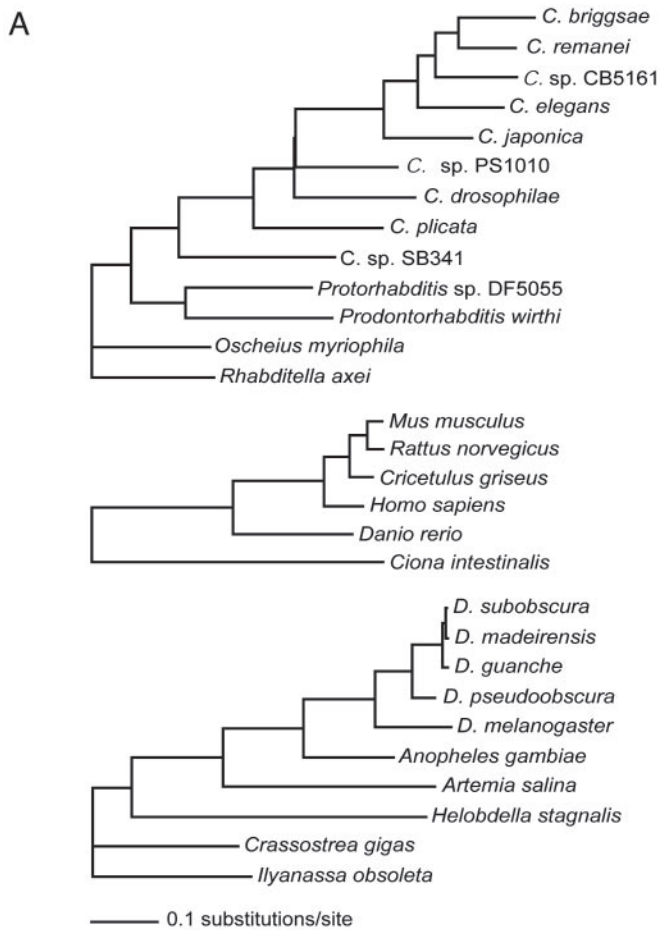 A
C. briggsae
C. remanei
C. sp. CB5161
C. elegans
C. japonica
C. sp. PS1010
C. drosophilae
C. plicata
C. sp. SB341
Protorhabditis sp. DF5055
Prodontorhabditis wirthi
Oscheius myriophila
Rhabditella axei
Mus musculus
Rattus norvegicus
Cricetulus griseus
Homo sapiens
Danio rerio
Ciona intestinalis
D. subobscura
D. madeirensis
D. guanche
D. pseudoobscura
D. melanogaster
Anopheles gambiae
Artemia salina
Helobdella stagnalis
Crassostrea gigas
Ilyanassa obsoleta
0.1 substitutions/site